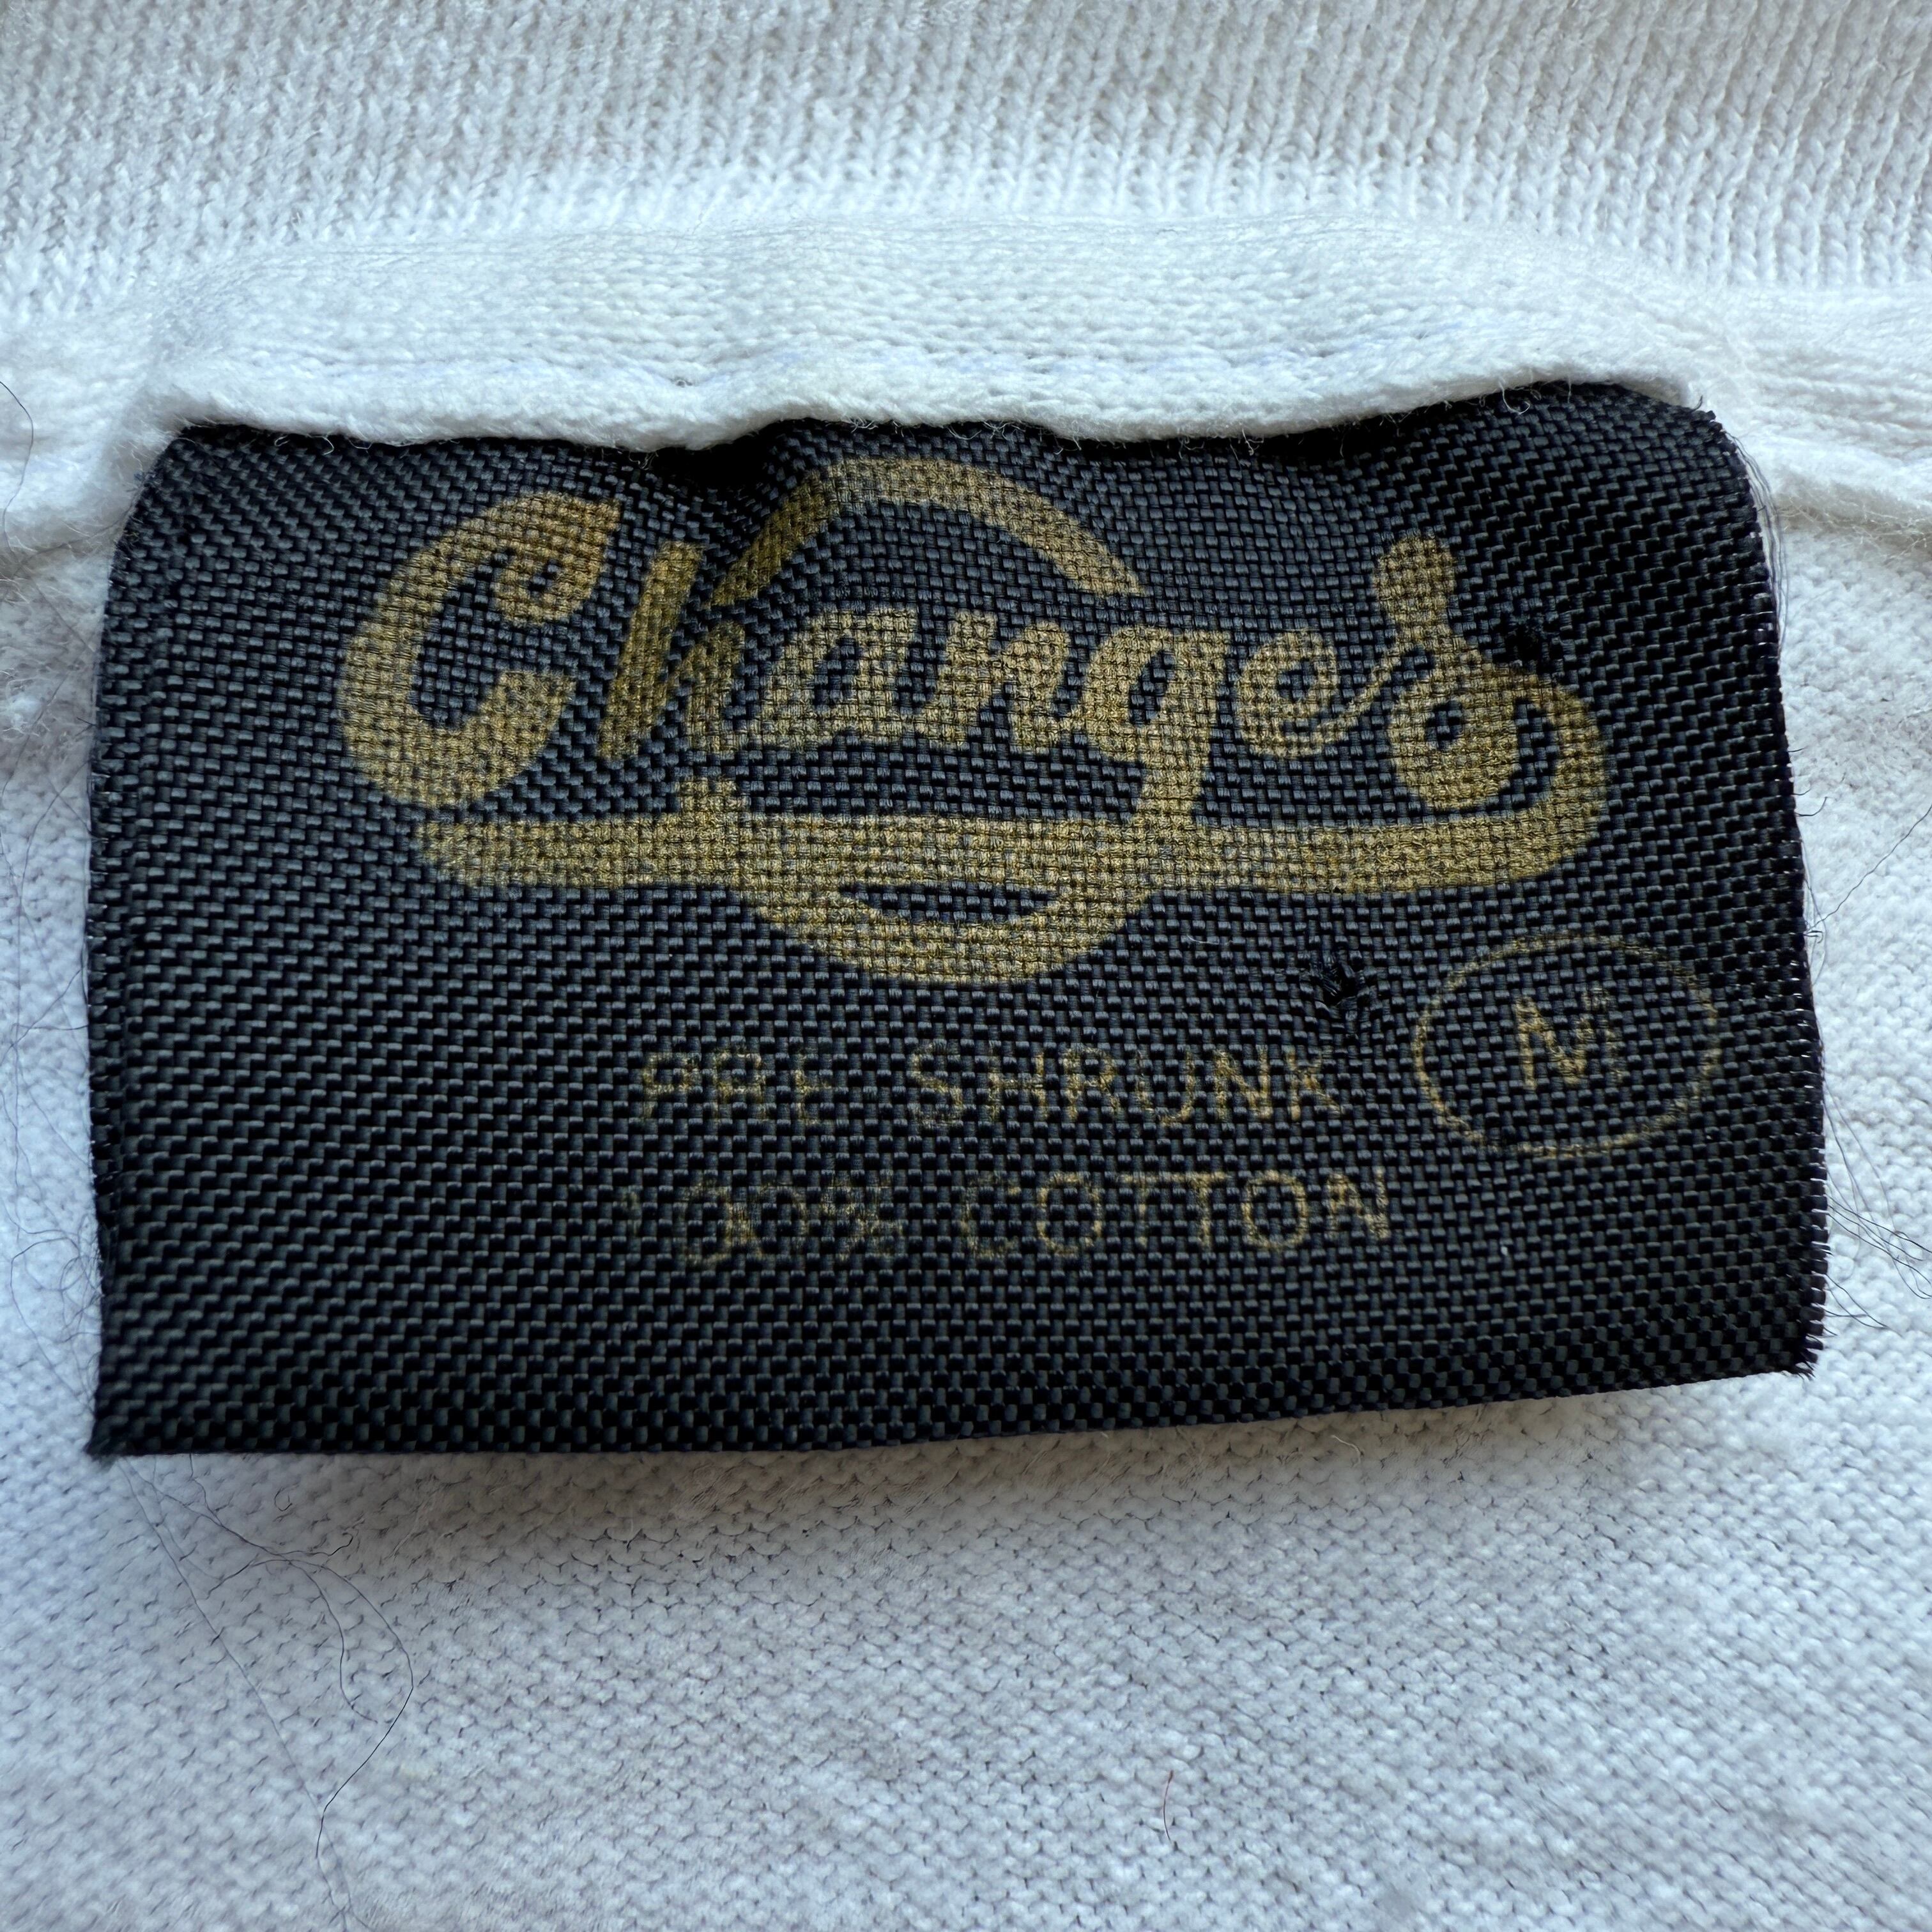 Changes
M
PRE SHRUNK
100% COTTON